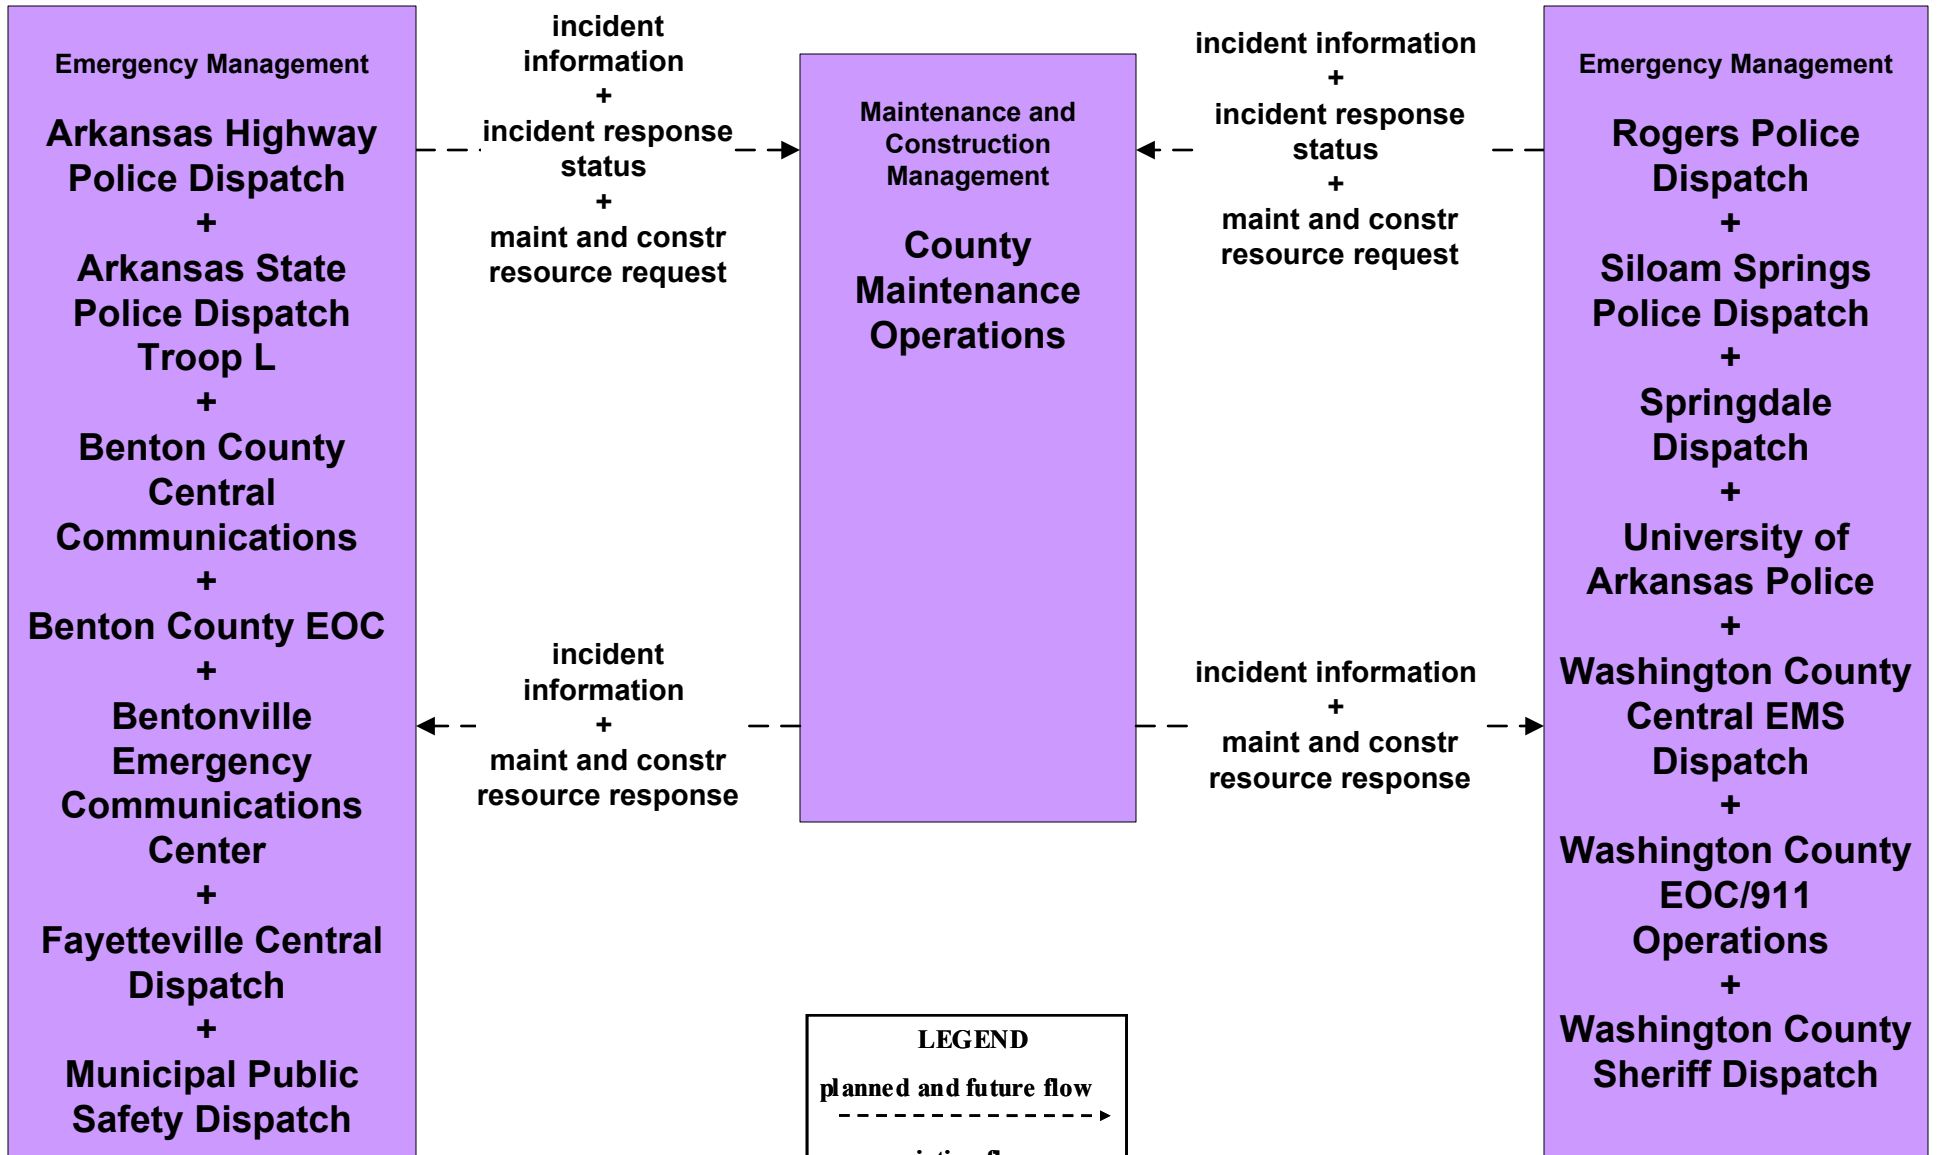 Emergency Management
Arkansas Highway
Police Dispatch
+
Arkansas State
Police Dispatch
Troop L
+
Benton County
Central
Communications
+
Benton County EOC
+
Bentonville
Emergency
Communications
Center
+
Fayetteville Central
Dispatch
+
Municipal Public
Safety Dispatch
incident
information
+
incident response
status
+
maint and constr
resource request
incident
information
+
maint and constr
resource response
Maintenance and
Construction
Management
County
Maintenance
Operations
incident information
+
incident response
status
+
maint and constr
resource request
incident information
+
maint and constr
resource response
Emergency Management
Rogers Police
Dispatch
+
Siloam Springs
Police Dispatch
+
Springdale
Dispatch
+
University of
Arkansas Police
+
Washington County
Central EMS
Dispatch
+
Washington County
EOC/911
Operations
+
Washington County
Sheriff Dispatch
LEGEND
planned and future flow